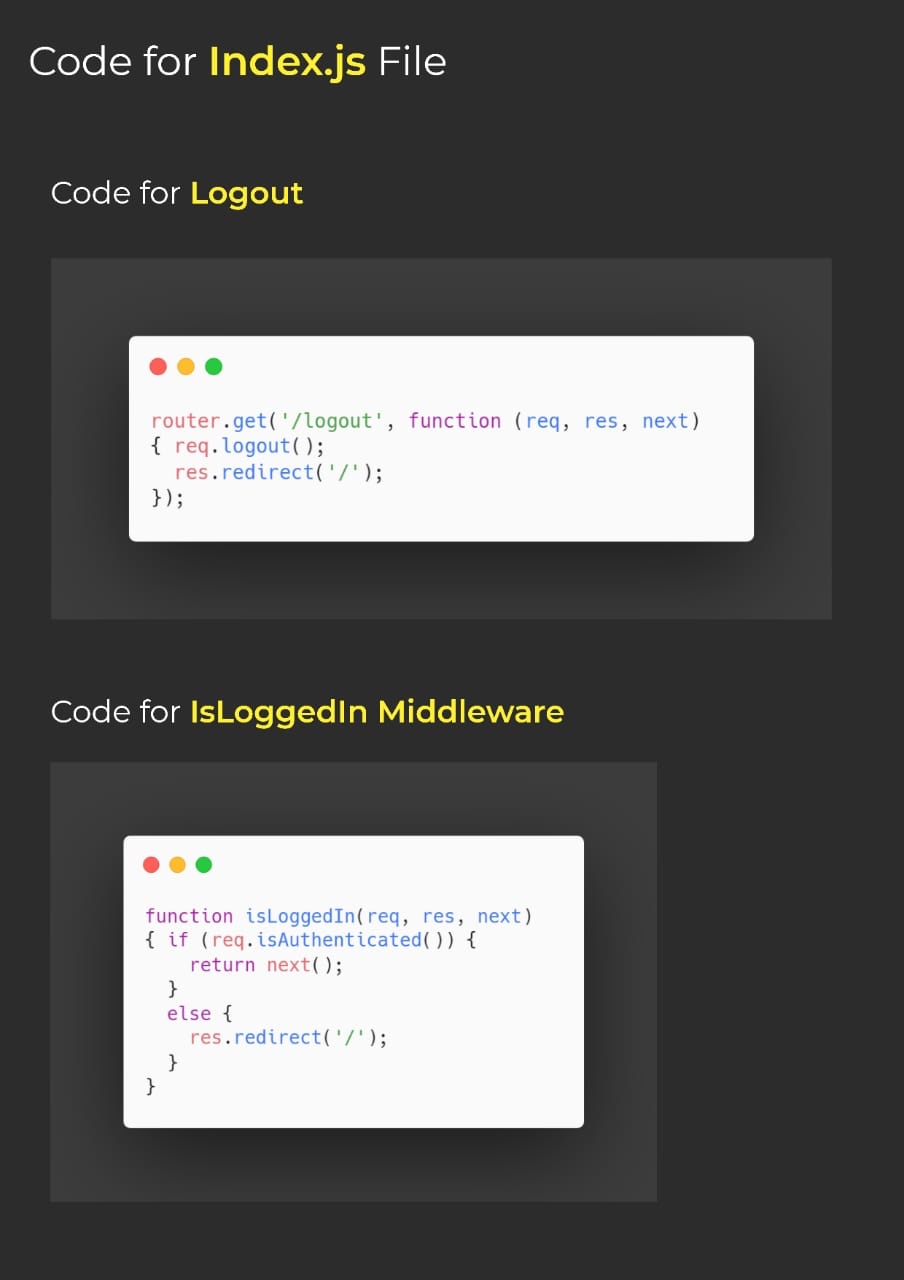 Code for Index.js File
Code for Logout
router.get('/logout', function (req, res, next)
{ req.logout();
  res.redirect('/');
});
Code for IsLoggedIn Middleware
function isLoggedIn(req, res, next)
{ if (req.isAuthenticated()) {
    return next();
  }
  else {
    res.redirect('/');
  }
}